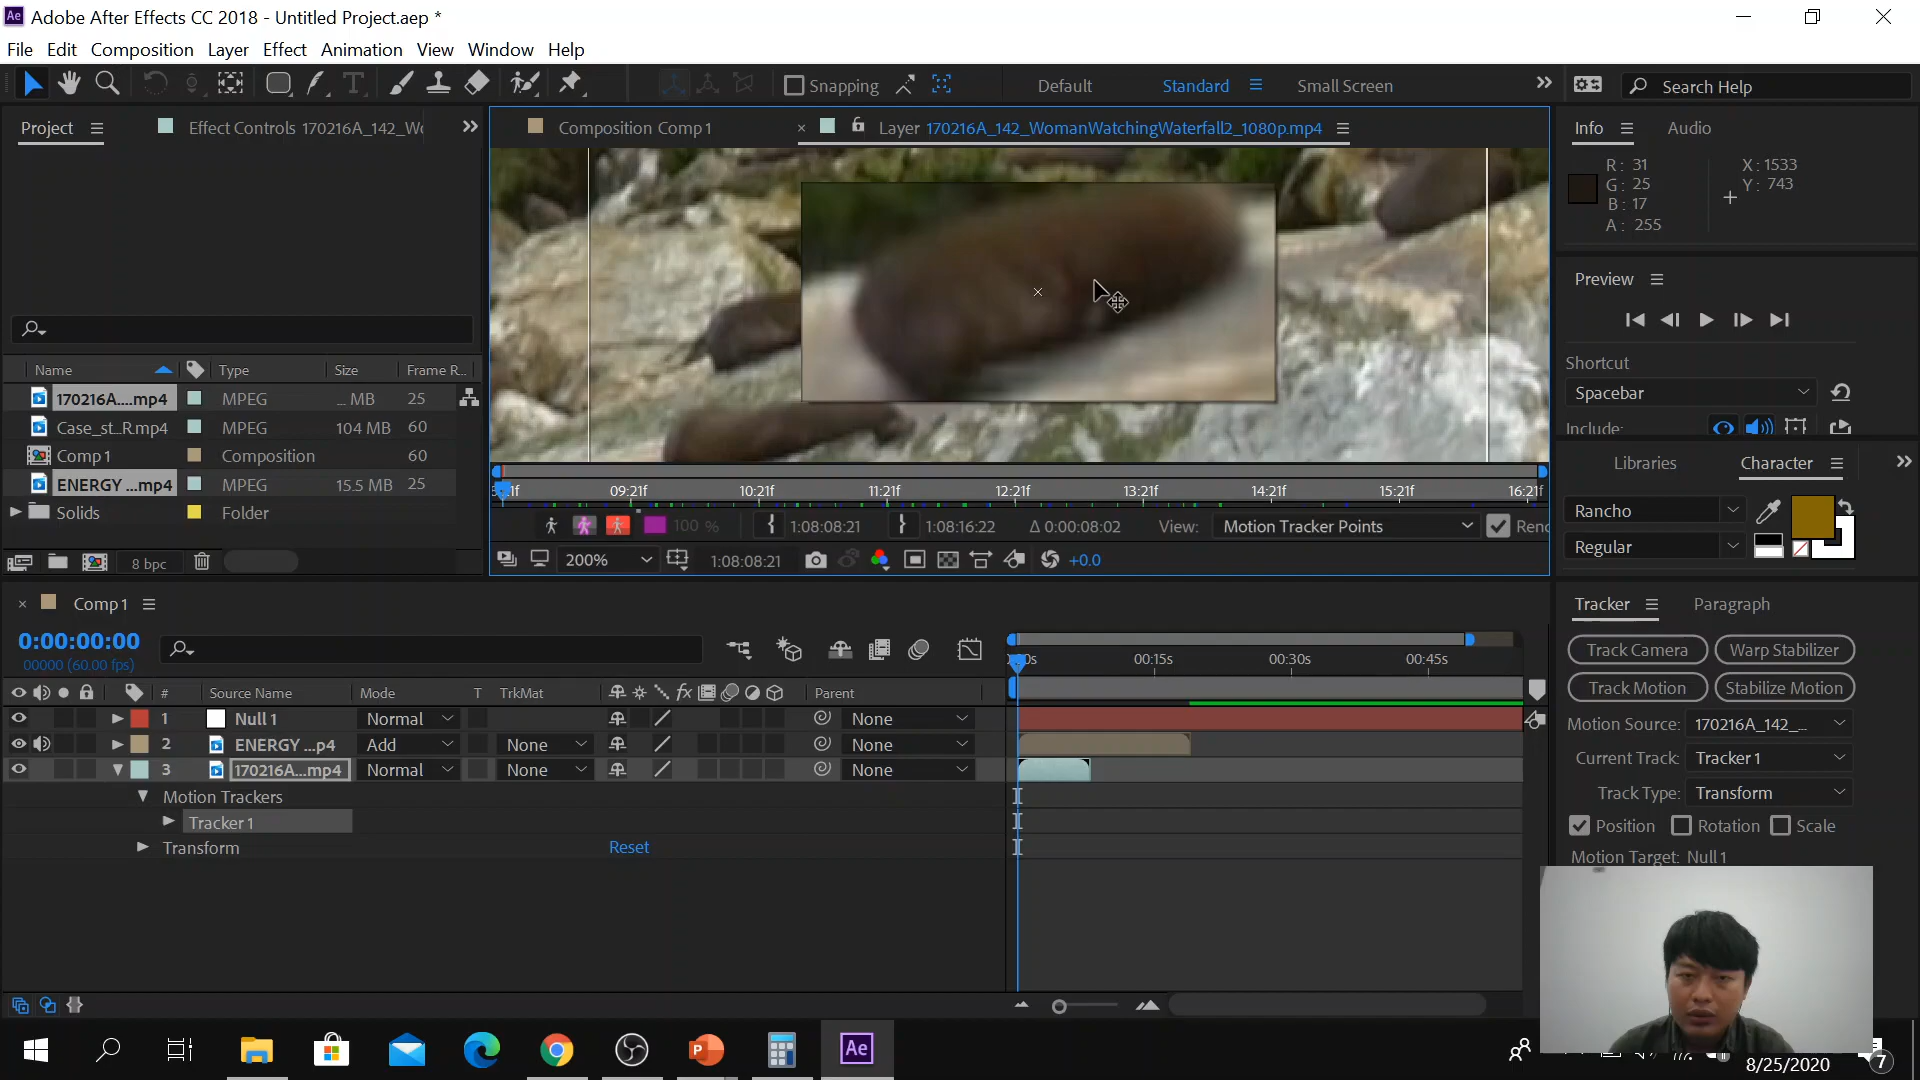 Ae Adobe After Effects CC 2018 - Untitled Project.aep *
File Edit Composition Layer Effect Animation View Window Help
T Snapping Default Standard Small Screen Search Help
Project Effect Controls 170216A_142_W
Composition Comp 1 × Layer 170216A_142_WomanWatchingWaterfall2_1080p.mp4
Info Audio
R: 31 X: 1533
G: 25 Y: 743
B: 17
A: 255
Preview
Shortcut
Spacebar
Include:
Name Type Size Frame R...
170216A....mp4 MPEG ... MB 25
Case_st...R.mp4 MPEG 104 MB 60
Comp 1 Composition 60
ENERGY ...mp4 MPEG 15.5 MB 25
Solids Folder
8 bpc
09:21f 10:21f 11:21f 12:21f 13:21f 14:21f 15:21f 16:21f
100 % 1:08:08:21 1:08:16:22 Δ 0:00:08:02 View: Motion Tracker Points
200% 1:08:08:21 +0.0
Libraries Character
Rancho
Regular
× Comp 1
0:00:00:00
00000 (60.00 fps)
00:15s 00:30s 00:45s
# Source Name Mode T TrkMat fx Parent
1 Null 1 Normal None
2 ENERGY ...p4 Add None None
3 170216A...mp4 Normal None None
Motion Trackers
Tracker 1
Transform Reset
Tracker Paragraph
Track Camera Warp Stabilizer
Track Motion Stabilize Motion
Motion Source: 170216A_142_...
Current Track: Tracker 1
Track Type: Transform
Position Rotation Scale
Motion Target: Null 1
Ae
8/25/2020 7